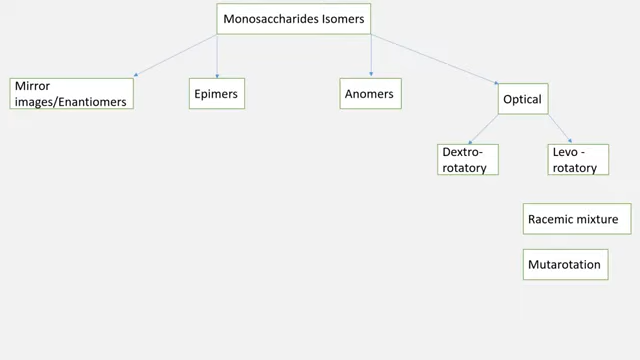 Monosaccharides Isomers
Mirror
images/Enantiomers
Epimers
Anomers
Optical
Dextro-
rotatory
Levo -
rotatory
Racemic mixture
Mutarotation